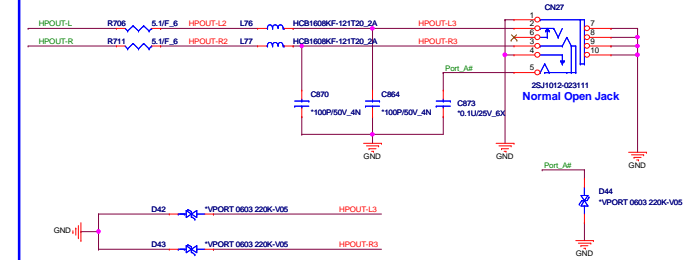 CN27
HPOUT-L R706 5.1/F_6 HPOUT-L2 L76 HCB1608KF-121T20_2A HPOUT-L3
HPOUT-R R711 5.1/F_6 HPOUT-R2 L77 HCB1608KF-121T20_2A HPOUT-R3
1
2
6
3
4
5
7
8
9
10
Port_A#
2SJ1012-023111
Normal Open Jack
C870
*100P/50V_4N
C864
*100P/50V_4N
C873
*0.1U/25V_6X
GND
GND
GND
Port_A#
D44
*VPORT 0603 220K-V05
GND
D42 *VPORT 0603 220K-V05 HPOUT-L3
GND
D43 *VPORT 0603 220K-V05 HPOUT-R3